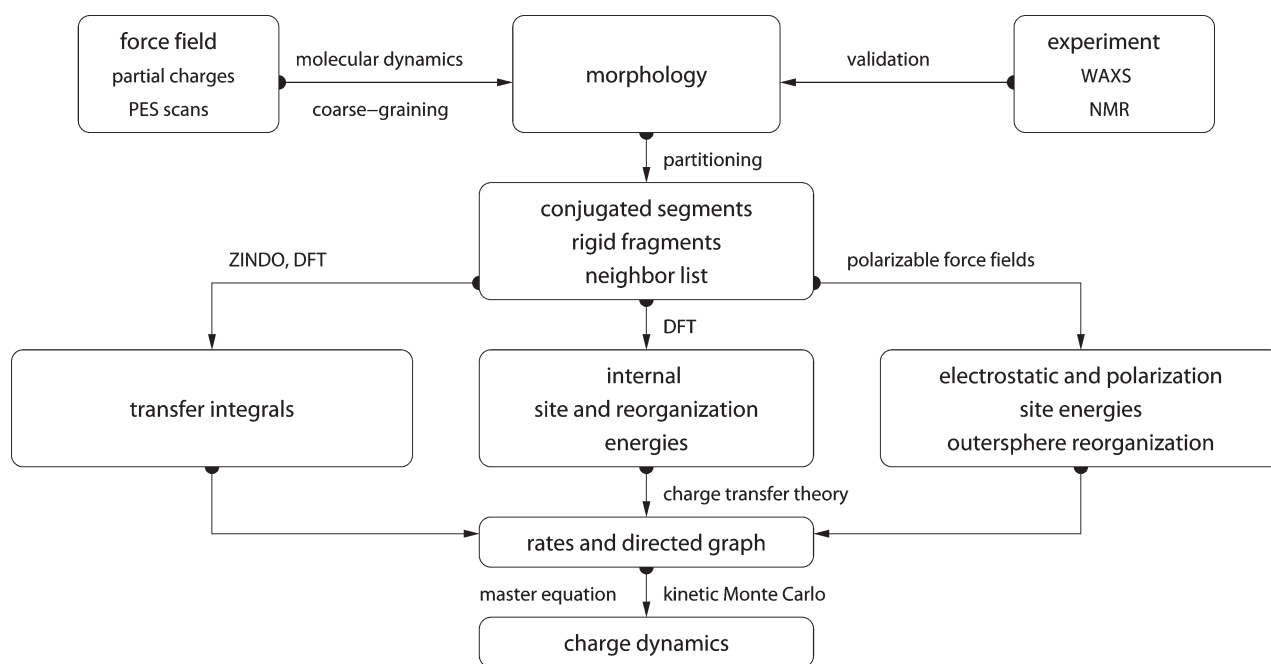 force field
partial charges
PES scans
molecular dynamics
coarse–graining
morphology
validation
experiment
WAXS
NMR
partitioning
conjugated segments
rigid fragments
neighbor list
ZINDO, DFT
DFT
polarizable force fields
transfer integrals
internal
site and reorganization
energies
electrostatic and polarization
site energies
outersphere reorganization
charge transfer theory
rates and directed graph
master equation
kinetic Monte Carlo
charge dynamics